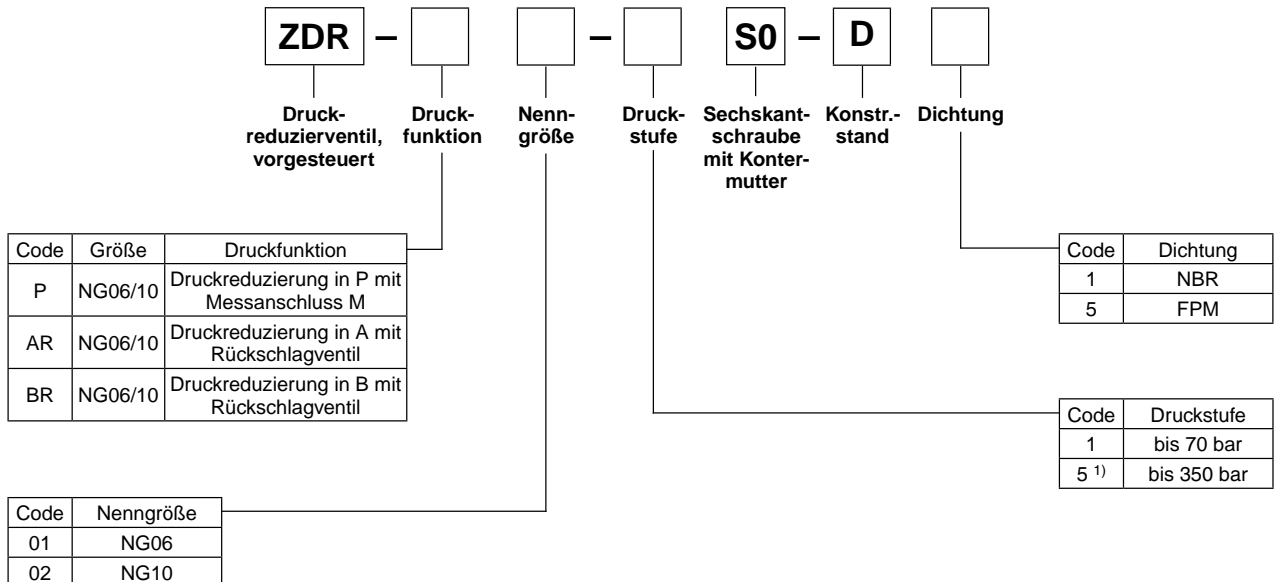 ZDR – – S0 – D
Druck-
reduzierventil,
vorgesteuert
Druck-
funktion
Nenn-
größe
Druck-
stufe
Sechskant-
schraube
mit Konter-
mutter
Konstr.-
stand
Dichtung
Code Größe Druckfunktion
P NG06/10 Druckreduzierung in P mit
Messanschluss M
AR NG06/10 Druckreduzierung in A mit
Rückschlagventil
BR NG06/10 Druckreduzierung in B mit
Rückschlagventil
Code Dichtung
1 NBR
5 FPM
Code Druckstufe
1 bis 70 bar
5 1) bis 350 bar
Code Nenngröße
01 NG06
02 NG10